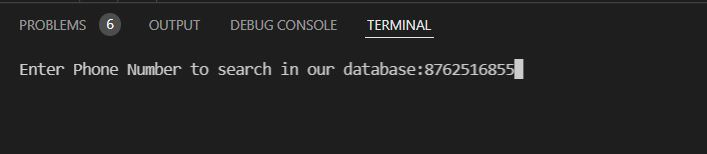 PROBLEMS 6 OUTPUT DEBUG CONSOLE TERMINAL
Enter Phone Number to search in our database:8762516855